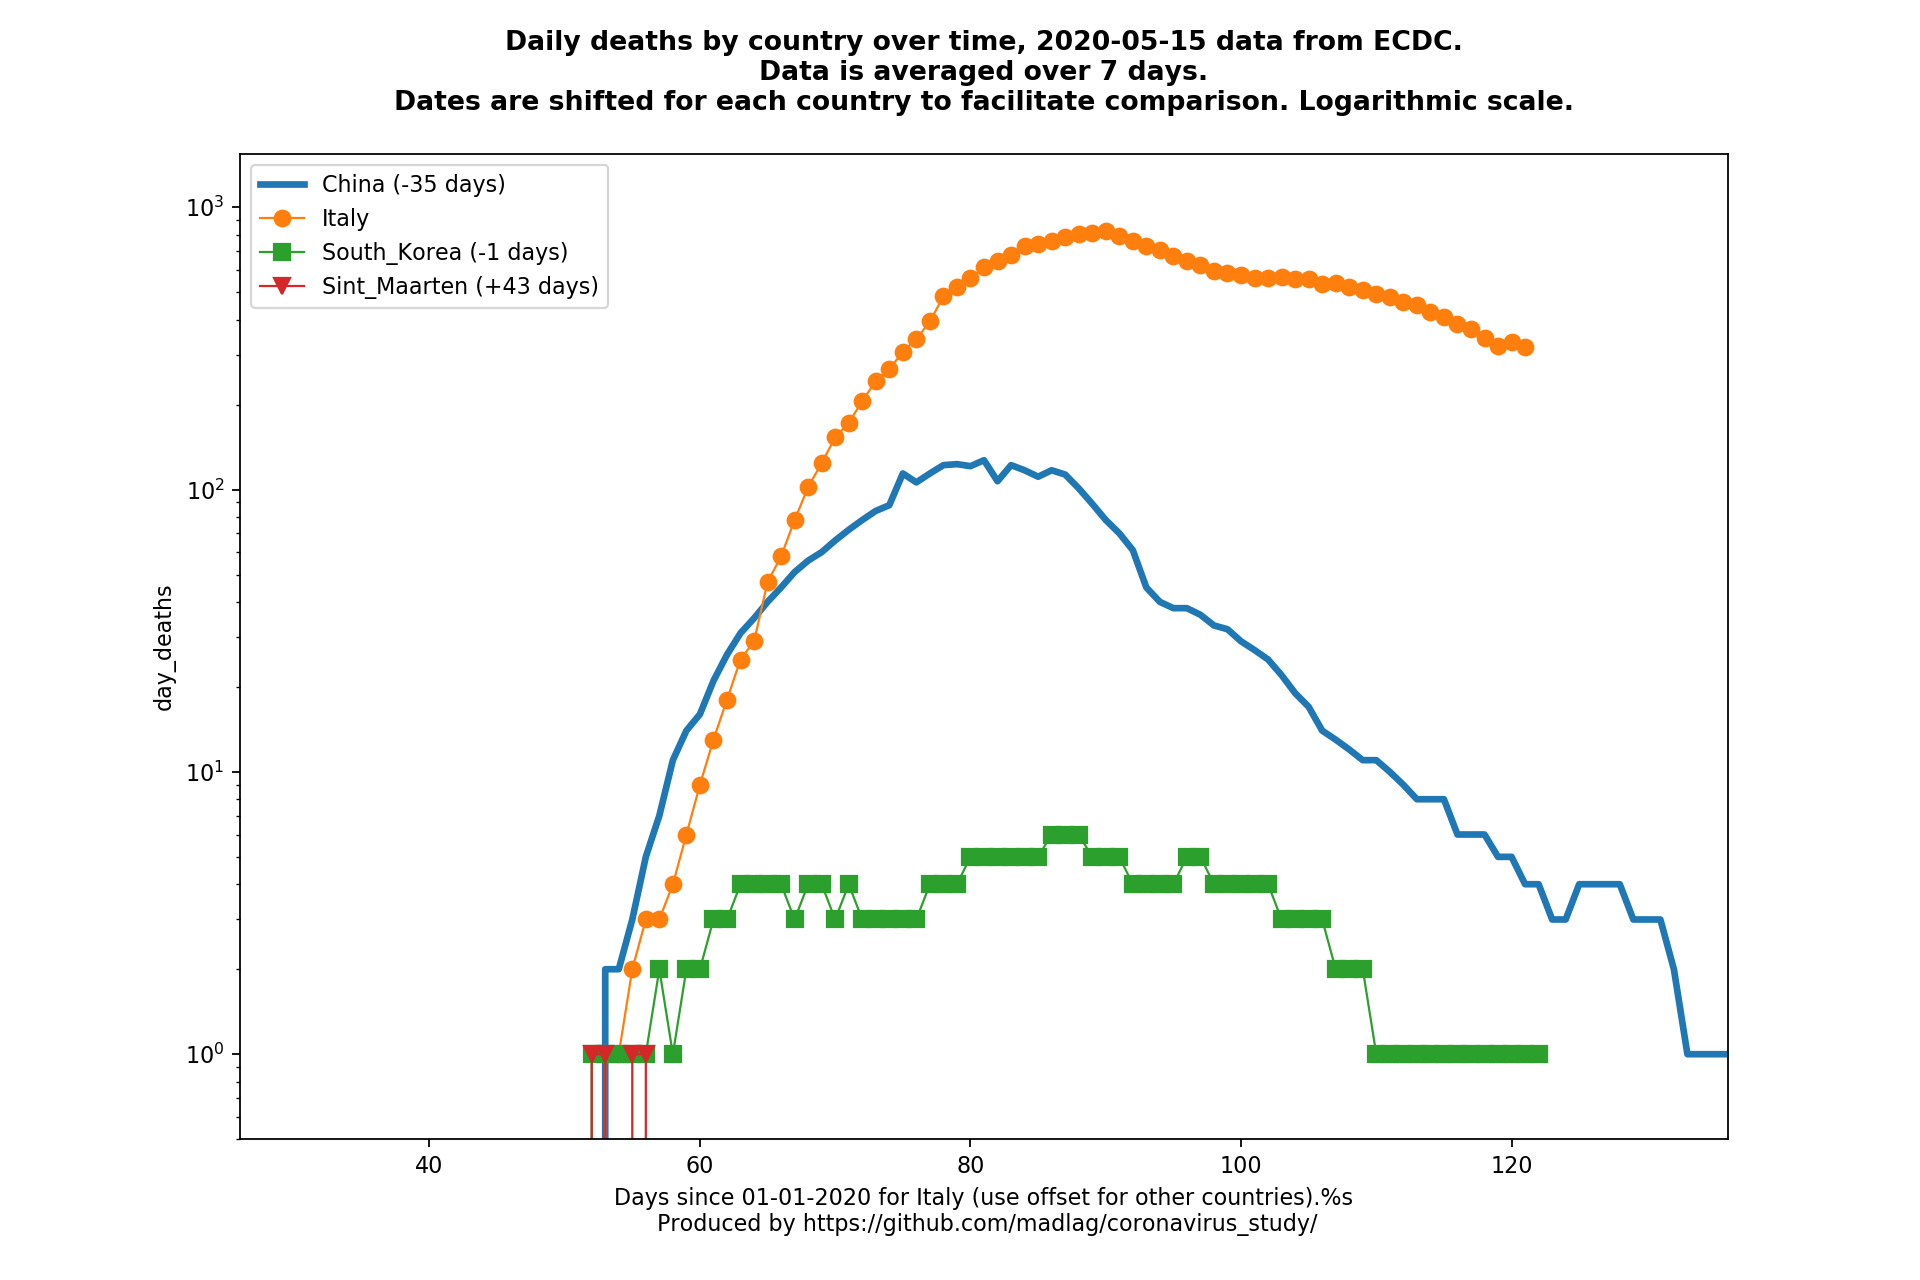 Daily deaths by country over time, 2020-05-15 data from ECDC.
Data is averaged over 7 days.
Dates are shifted for each country to facilitate comparison. Logarithmic scale.
China (-35 days)
Italy
South_Korea (-1 days)
Sint_Maarten (+43 days)
10³
10²
10¹
10⁰
day_deaths
40 60 80 100 120
Days since 01-01-2020 for Italy (use offset for other countries).%s
Produced by https://github.com/madlag/coronavirus_study/